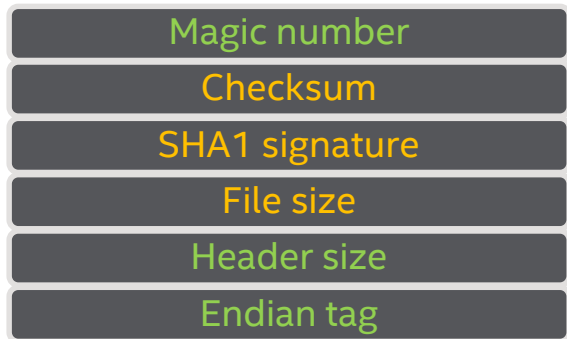 Magic number
Checksum
SHA1 signature
File size
Header size
Endian tag